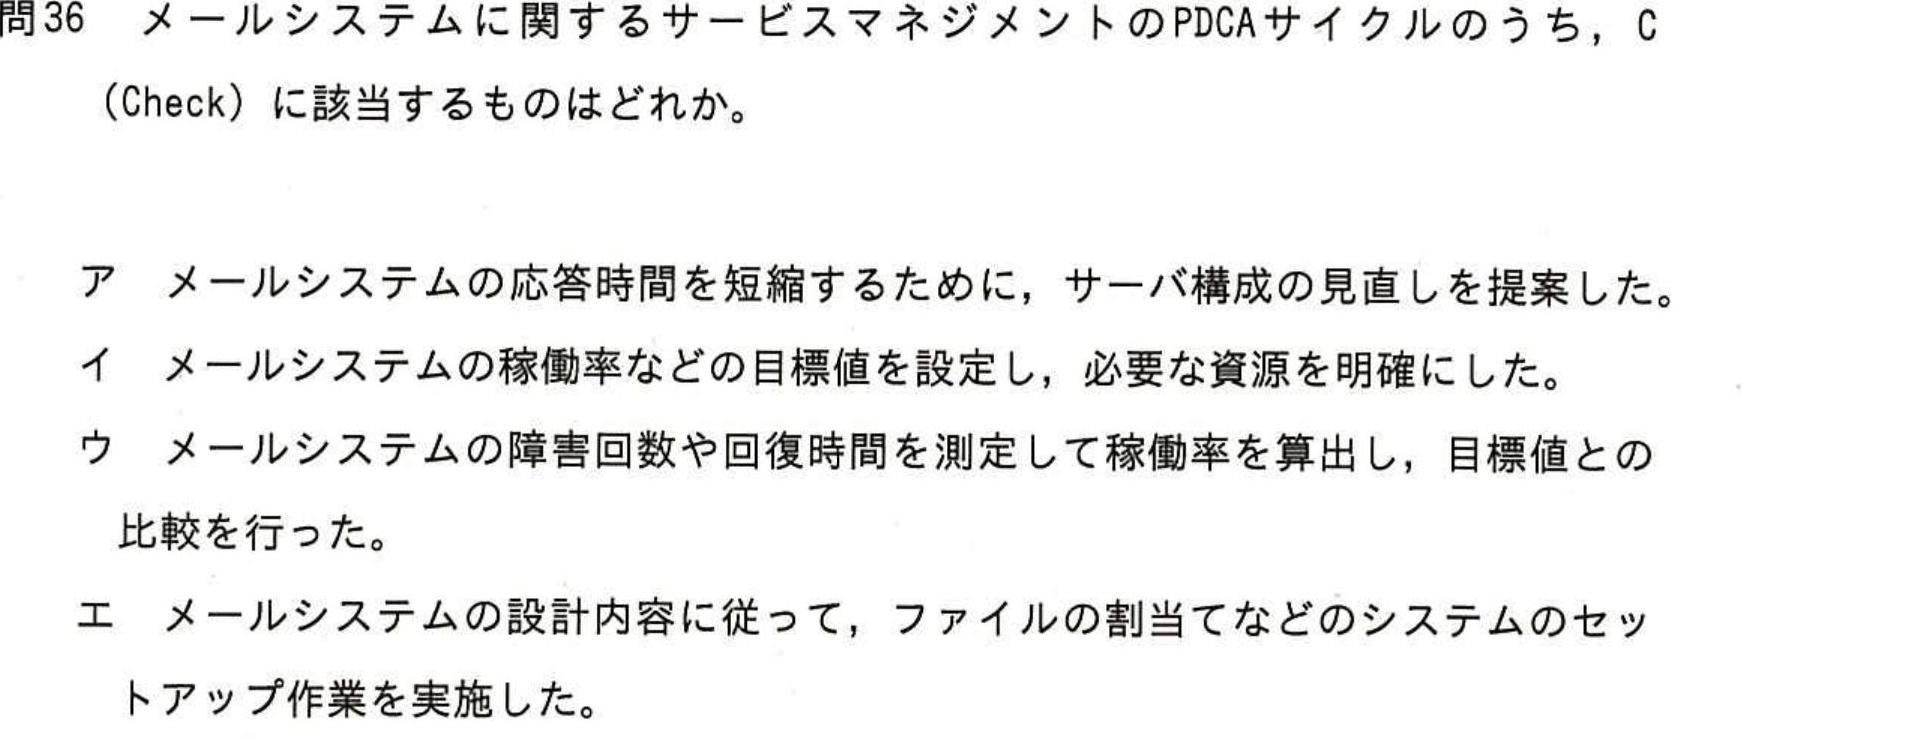 問36 メールシステムに関するサービスマネジメントのPDCAサイクルのうち，C
（Check）に該当するものはどれか。
ア メールシステムの応答時間を短縮するために，サーバ構成の見直しを提案した。
イ メールシステムの稼働率などの目標値を設定し，必要な資源を明確にした。
ウ メールシステムの障害回数や回復時間を測定して稼働率を算出し，目標値との
比較を行った。
エ メールシステムの設計内容に従って，ファイルの割当てなどのシステムのセッ
トアップ作業を実施した。